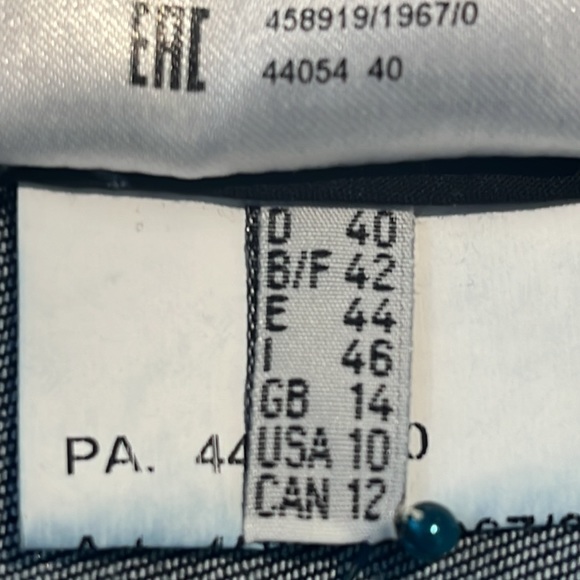 EAC 458919/1967/0
44054 40
D 40
B/F 42
E 44
I 46
GB 14
USA 10
CAN 12
PA. 44